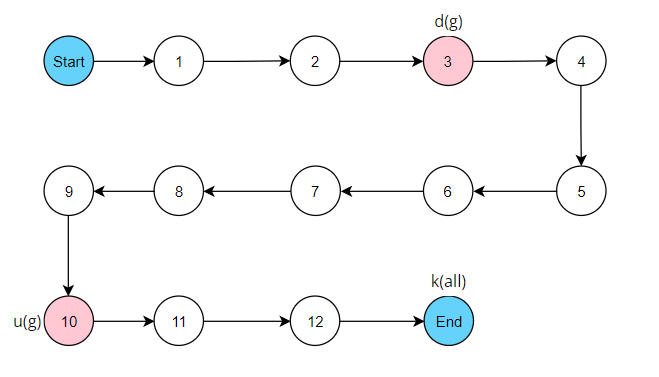 d(g)
Start 1 2 3 4
9 8 7 6 5
k(all)
u(g) 10 11 12 End